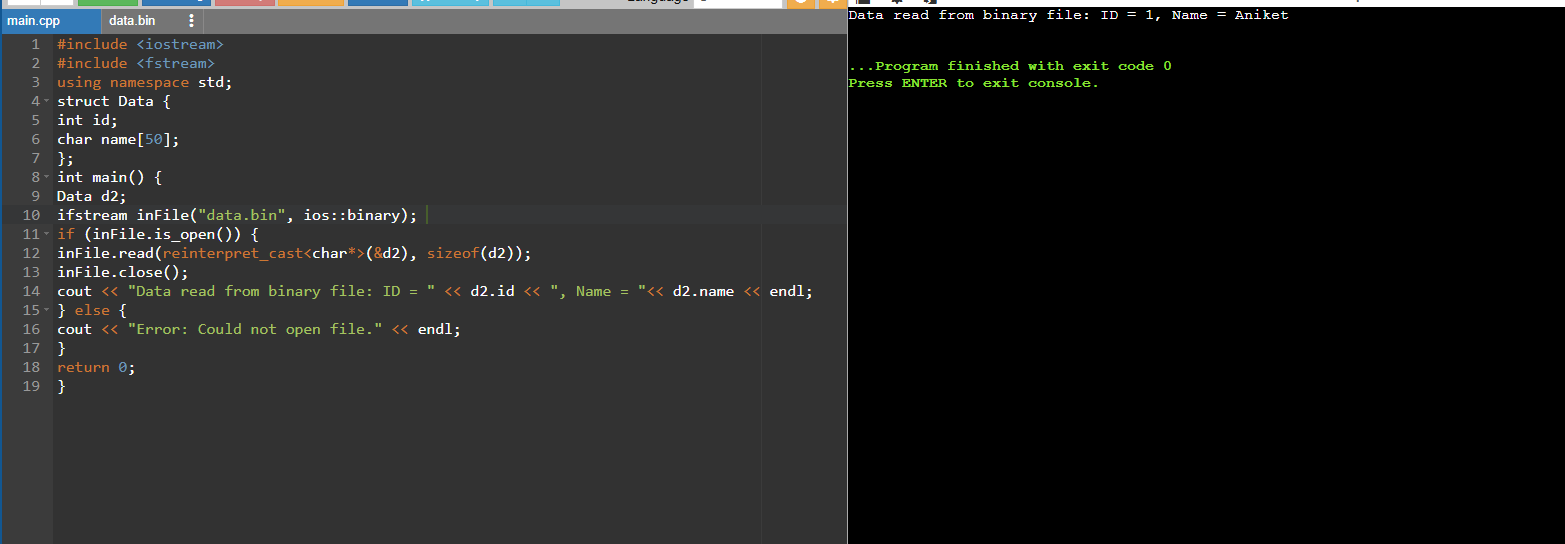 main.cpp
data.bin
1 #include <iostream>
2 #include <fstream>
3 using namespace std;
4 struct Data {
5 int id;
6 char name[50];
7 };
8 int main() {
9 Data d2;
10 ifstream inFile("data.bin", ios::binary);
11 if (inFile.is_open()) {
12 inFile.read(reinterpret_cast<char*>(&d2), sizeof(d2));
13 inFile.close();
14 cout << "Data read from binary file: ID = " << d2.id << ", Name = "<< d2.name << endl;
15 } else {
16 cout << "Error: Could not open file." << endl;
17 }
18 return 0;
19 }
Data read from binary file: ID = 1, Name = Aniket
...Program finished with exit code 0
Press ENTER to exit console.